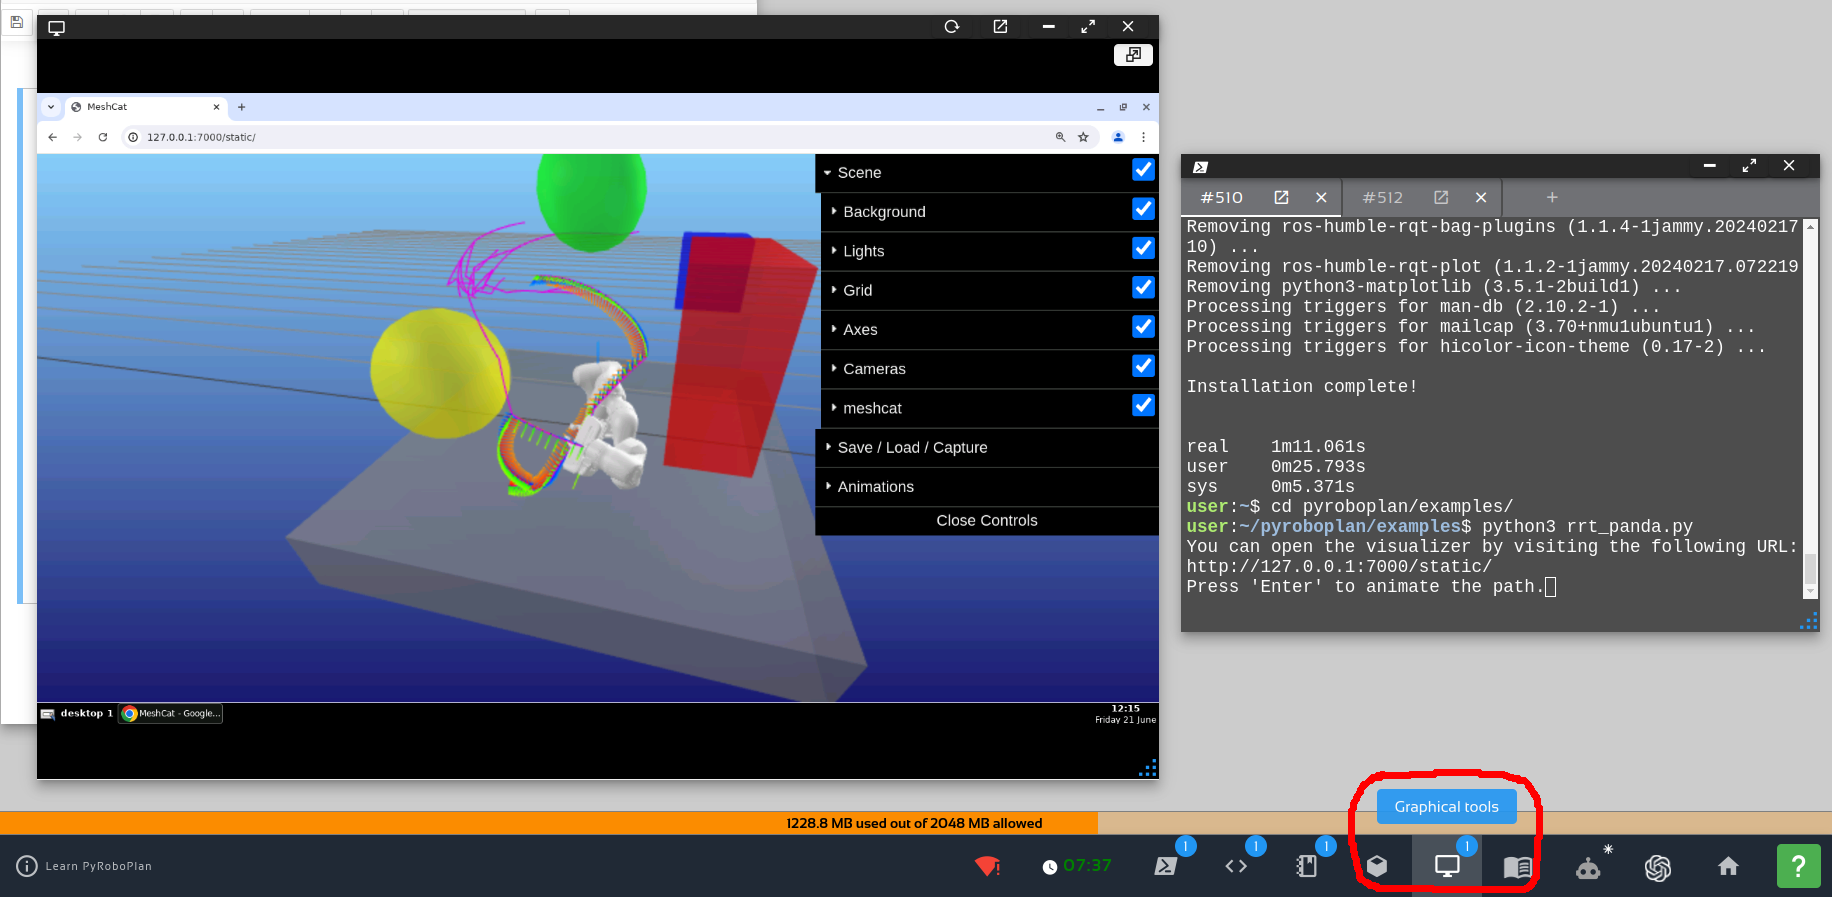 MeshCat
127.0.0.1:7000/static/
Scene
Background
Lights
Grid
Axes
Cameras
meshcat
Save / Load / Capture
Animations
Close Controls
desktop 1
MeshCat - Google...
12:15
Friday 21 June
#510
#512
Removing ros-humble-rqt-bag-plugins (1.1.4-1jammy.20240217
10) ...
Removing ros-humble-rqt-plot (1.1.2-1jammy.20240217.072219
Removing python3-matplotlib (3.5.1-2build1) ...
Processing triggers for man-db (2.10.2-1) ...
Processing triggers for mailcap (3.70+nmu1ubuntu1) ...
Processing triggers for hicolor-icon-theme (0.17-2) ...
Installation complete!
real 1m11.061s
user 0m25.793s
sys 0m5.371s
user:~$ cd pyroboplan/examples/
user:~/pyroboplan/examples$ python3 rrt_panda.py
You can open the visualizer by visiting the following URL:
http://127.0.0.1:7000/static/
Press 'Enter' to animate the path.
Graphical tools
1228.8 MB used out of 2048 MB allowed
Learn PyRoboPlan
07:37
1
1
1
1
?